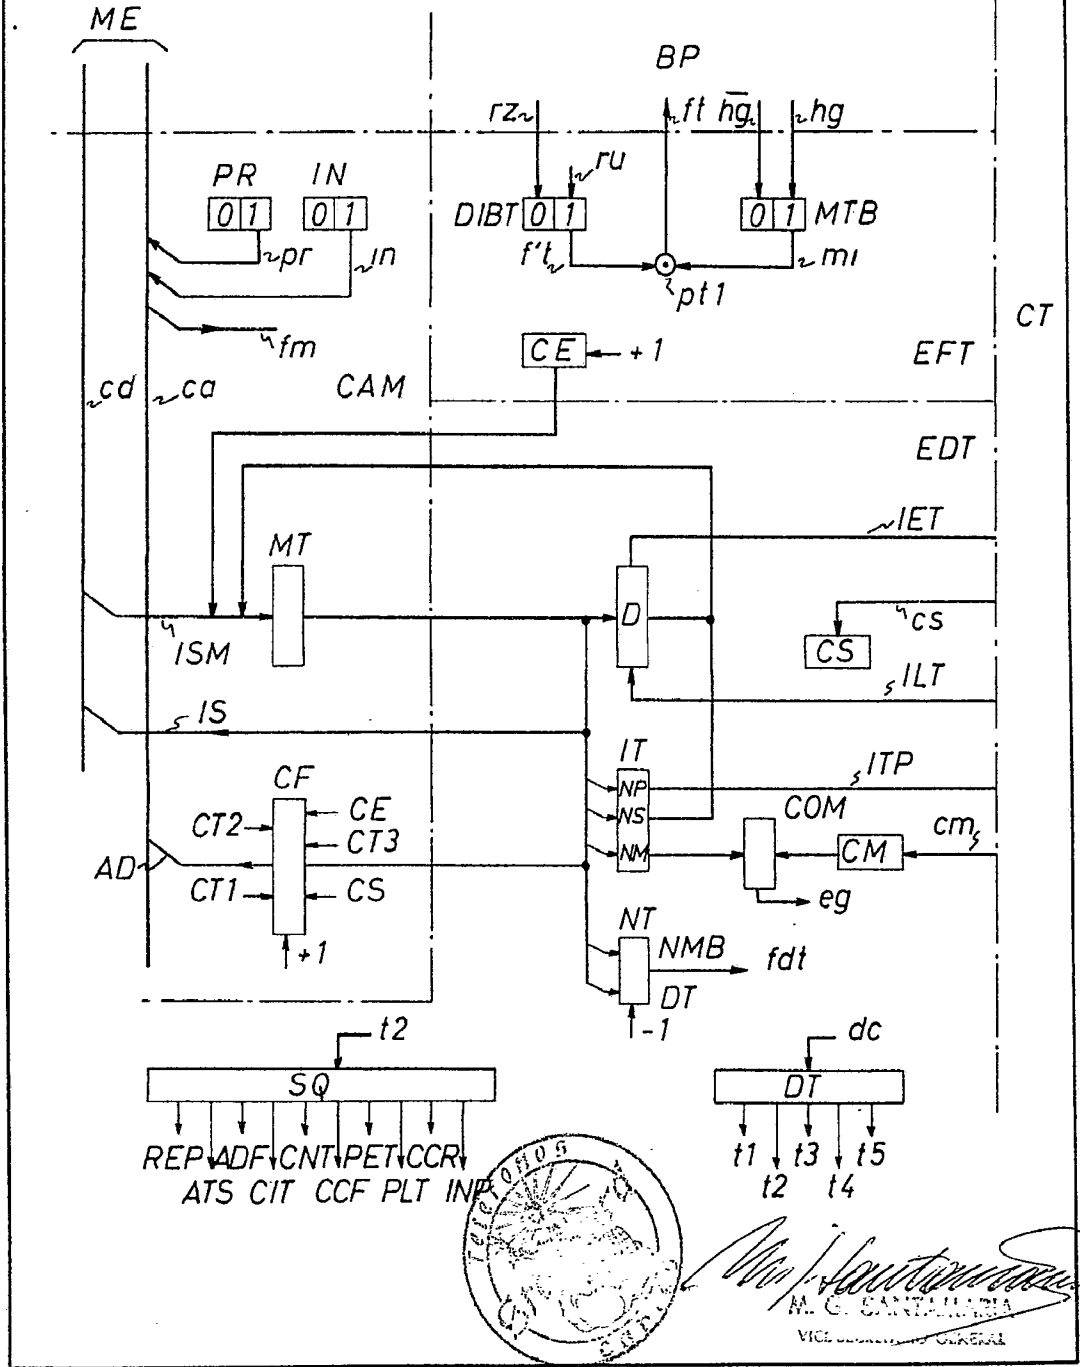 ME
BP
rz
ft
hg̅
hg
PR
IN
ru
0 1
0 1
DIBT
0 1
0 1
MTB
pr
in
f't
mi
pt1
CT
fm
CE
+1
EFT
cd
ca
CAM
EDT
IET
MT
D
cs
CS
ISM
ILT
IS
IT
ITP
CF
NP
COM
CE
NS
CT2
CT3
cm
NM
CM
AD
CT1
CS
eg
NT
NMB
fdt
+1
DT
-1
t2
dc
SQ
DT
REP ADF CNT PET CCR
ATS CIT CCF PLT INP
t1 t3 t5
t2 t4
M. G. SANTAMARIA
VICE SECRETARIO GENERAL